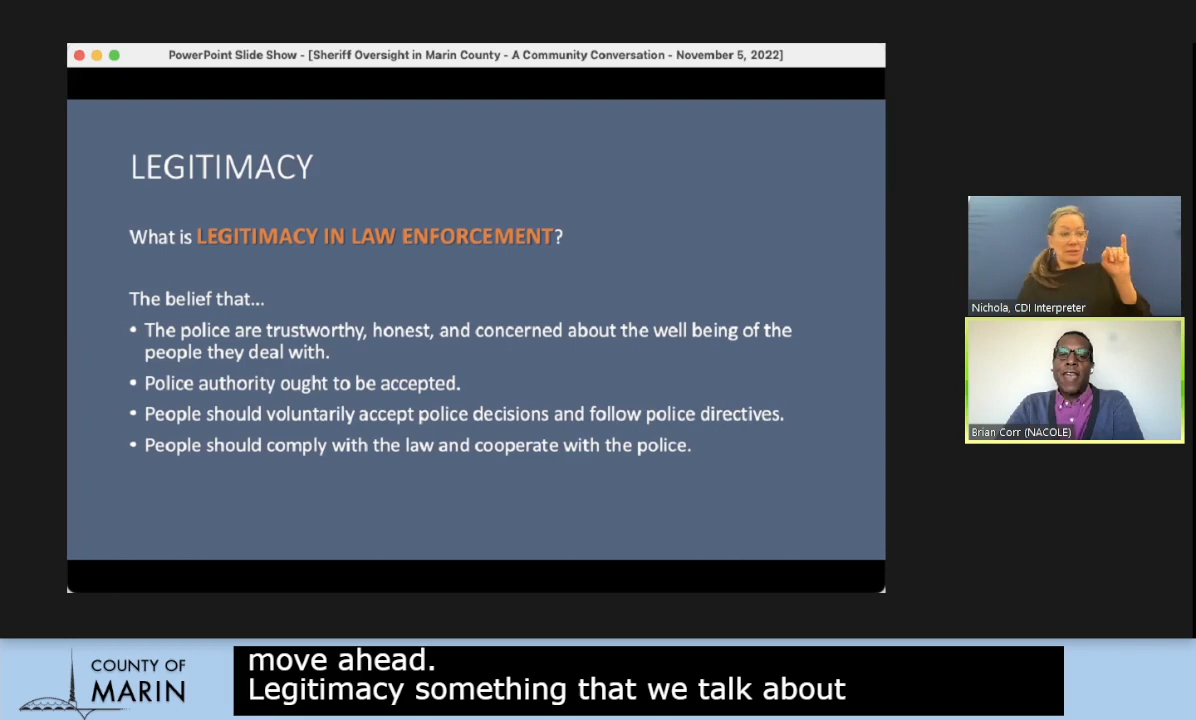 PowerPoint Slide Show - [Sheriff Oversight in Marin County - A Community Conversation - November 5, 2022]
LEGITIMACY
What is LEGITIMACY IN LAW ENFORCEMENT?
The belief that...
• The police are trustworthy, honest, and concerned about the well being of the
people they deal with.
• Police authority ought to be accepted.
• People should voluntarily accept police decisions and follow police directives.
• People should comply with the law and cooperate with the police.
Nichola, CDI Interpreter
Brian Corr (NACOLE)
COUNTY OF
MARIN
move ahead.
Legitimacy something that we talk about